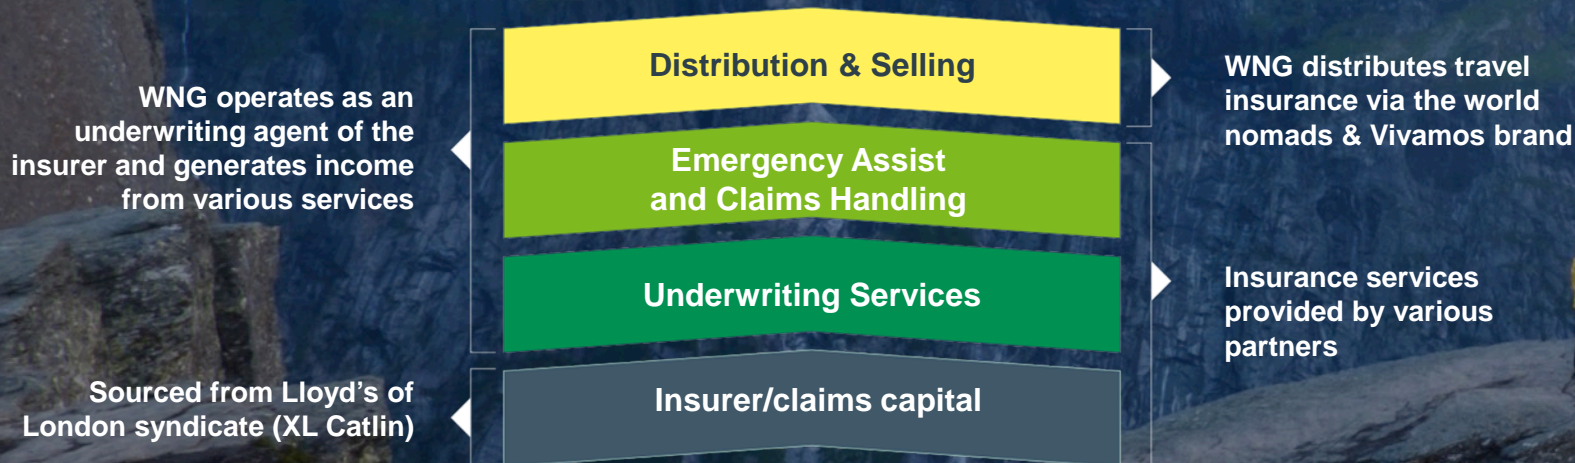 WNG operates as an
underwriting agent of the
insurer and generates income
from various services
Sourced from Lloyd's of
London syndicate (XL Catlin)
Distribution & Selling
Emergency Assist
and Claims Handling
Underwriting Services
Insurer/claims capital
WNG distributes travel
insurance via the world
nomads & Vivamos brand
Insurance services
provided by various
partners